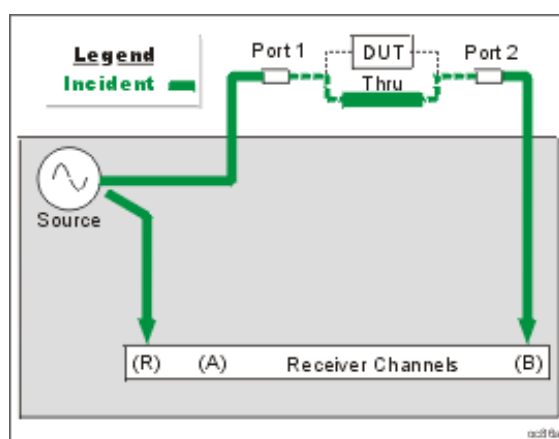 Legend
Incident
Port 1
DUT
Port 2
Thru
Source
(R) (A) Receiver Channels (B)